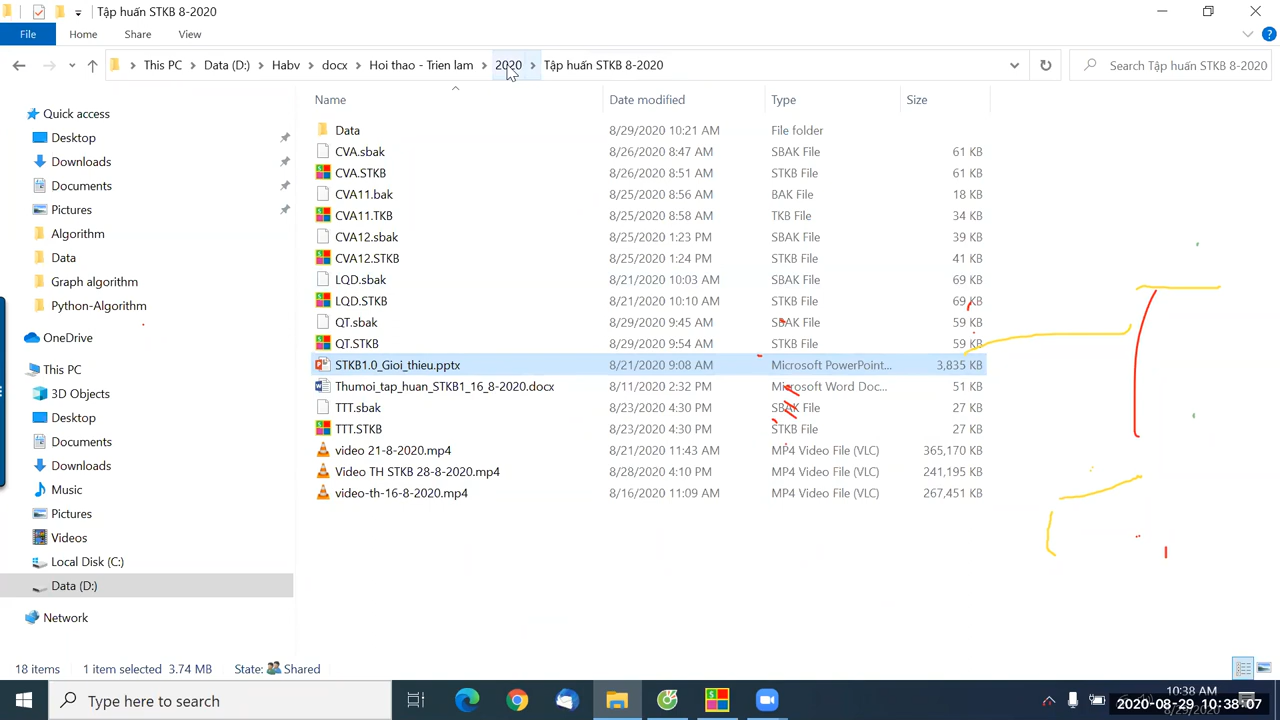 Tập huấn STKB 8-2020
File Home Share View
This PC Data (D:) Habv docx Hoi thao - Trien lam 2020 Tập huấn STKB 8-2020 Search Tập huấn STKB 8-2020
Name Date modified Type Size
Data 8/29/2020 10:21 AM File folder
CVA.sbak 8/26/2020 8:47 AM SBAK File 61 KB
CVA.STKB 8/26/2020 8:51 AM STKB File 61 KB
CVA11.bak 8/25/2020 8:56 AM BAK File 18 KB
CVA11.TKB 8/25/2020 8:58 AM TKB File 34 KB
CVA12.sbak 8/25/2020 1:23 PM SBAK File 39 KB
CVA12.STKB 8/25/2020 1:24 PM STKB File 41 KB
LQD.sbak 8/21/2020 10:03 AM SBAK File 69 KB
LQD.STKB 8/21/2020 10:10 AM STKB File 69 KB
QT.sbak 8/29/2020 9:45 AM SBAK File 59 KB
QT.STKB 8/29/2020 9:54 AM STKB File 59 KB
STKB1.0_Gioi_thieu.pptx 8/21/2020 9:08 AM Microsoft PowerPoint... 3,835 KB
Thumoi_tap_huan_STKB1_16_8-2020.docx 8/11/2020 2:32 PM Microsoft Word Doc... 51 KB
TTT.sbak 8/23/2020 4:30 PM SBAK File 27 KB
TTT.STKB 8/23/2020 4:30 PM STKB File 27 KB
video 21-8-2020.mp4 8/21/2020 11:43 AM MP4 Video File (VLC) 365,170 KB
Video TH STKB 28-8-2020.mp4 8/28/2020 4:10 PM MP4 Video File (VLC) 241,195 KB
video-th-16-8-2020.mp4 8/16/2020 11:09 AM MP4 Video File (VLC) 267,451 KB
Quick access
Desktop
Downloads
Documents
Pictures
Algorithm
Data
Graph algorithm
Python-Algorithm
OneDrive
This PC
3D Objects
Desktop
Documents
Downloads
Music
Pictures
Videos
Local Disk (C:)
Data (D:)
Network
18 items 1 item selected 3.74 MB State: Shared
Type here to search
10:38 AM
2020-08-29 10:38:07